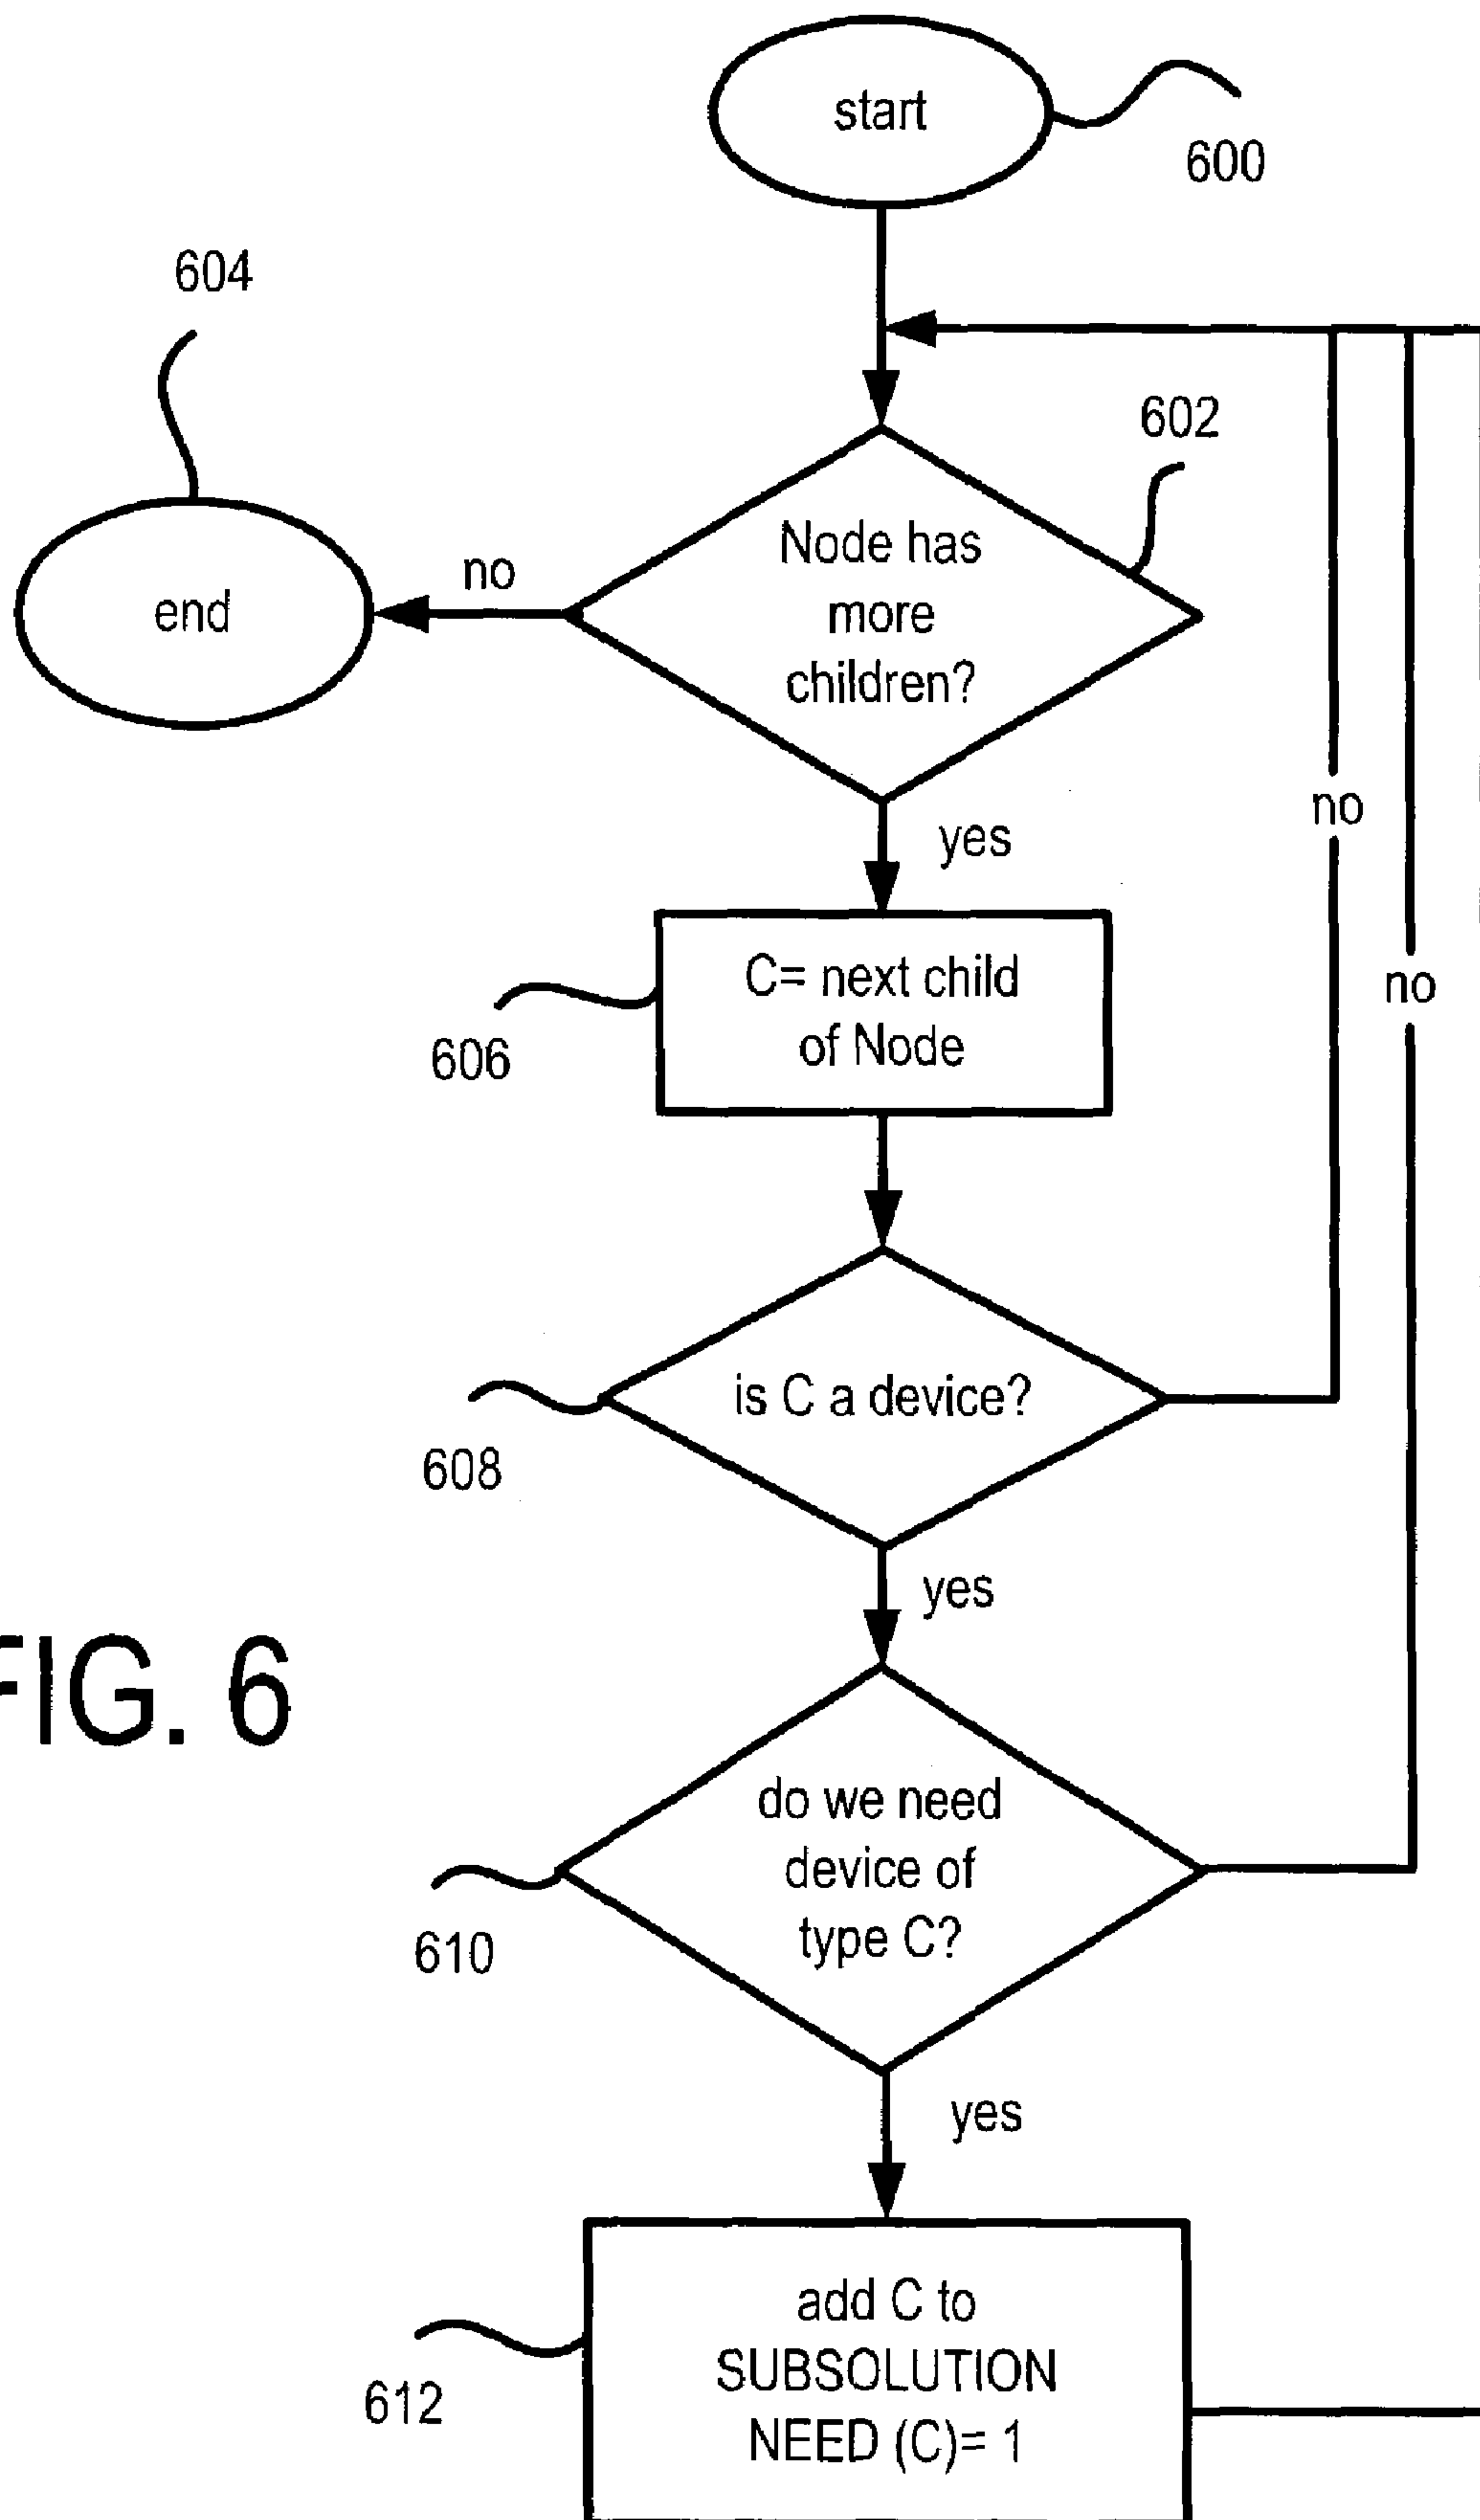 start
600
604
602
Node has
more
children?
no
end
yes
no
C= next child
of Node
no
606
is C a device?
608
yes
FIG. 6
do we need
device of
type C?
610
yes
add C to
SUBSOLUTION
NEED (C)= 1
612